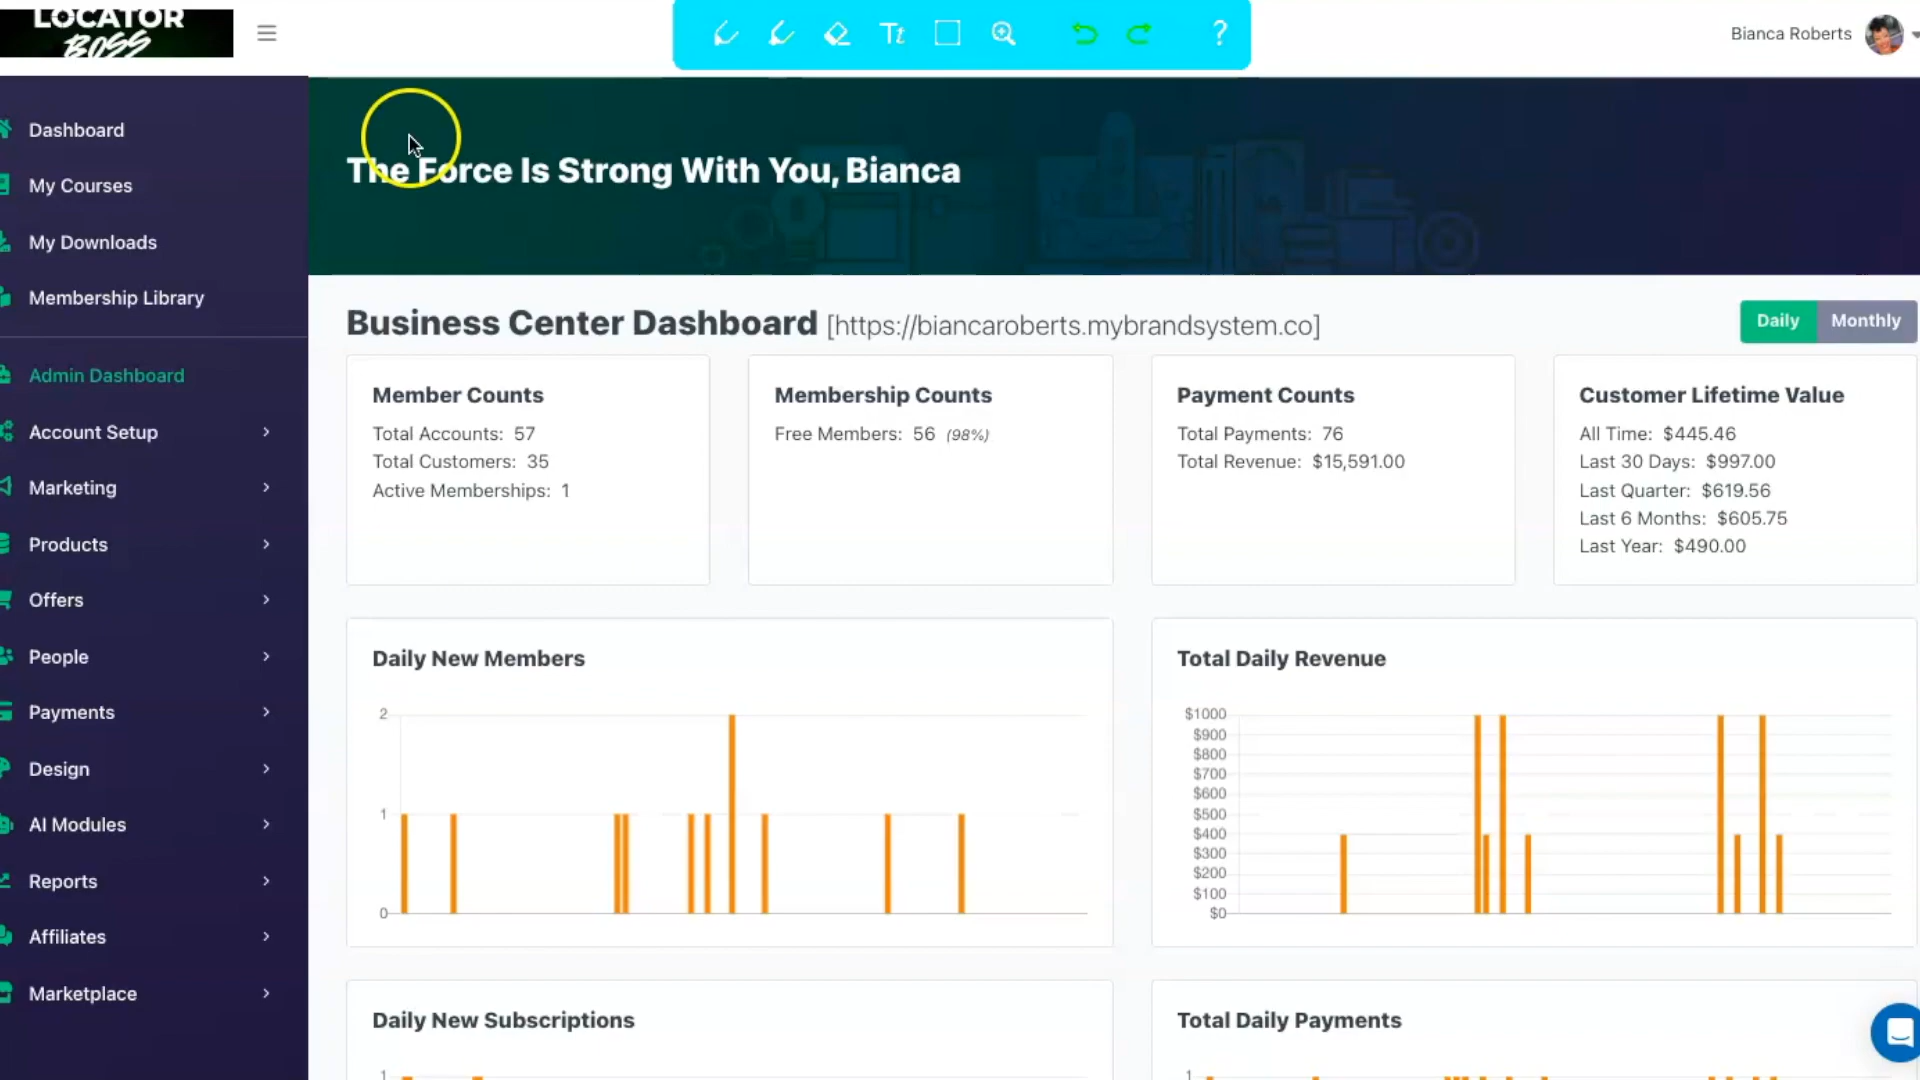 LOCATOR
BOSS
Tt
?
Bianca Roberts
Dashboard
My Courses
My Downloads
Membership Library
Admin Dashboard
Account Setup
Marketing
Products
Offers
People
Payments
Design
AI Modules
Reports
Affiliates
Marketplace
The Force Is Strong With You, Bianca
Business Center Dashboard [https://biancaroberts.mybrandsystem.co]
Daily Monthly
Member Counts
Total Accounts: 57
Total Customers: 35
Active Memberships: 1
Membership Counts
Free Members: 56 (98%)
Payment Counts
Total Payments: 76
Total Revenue: $15,591.00
Customer Lifetime Value
All Time: $445.46
Last 30 Days: $997.00
Last Quarter: $619.56
Last 6 Months: $605.75
Last Year: $490.00
Daily New Members
2
1
0
Total Daily Revenue
$1000
$900
$800
$700
$600
$500
$400
$300
$200
$100
$0
Daily New Subscriptions
1
Total Daily Payments
1